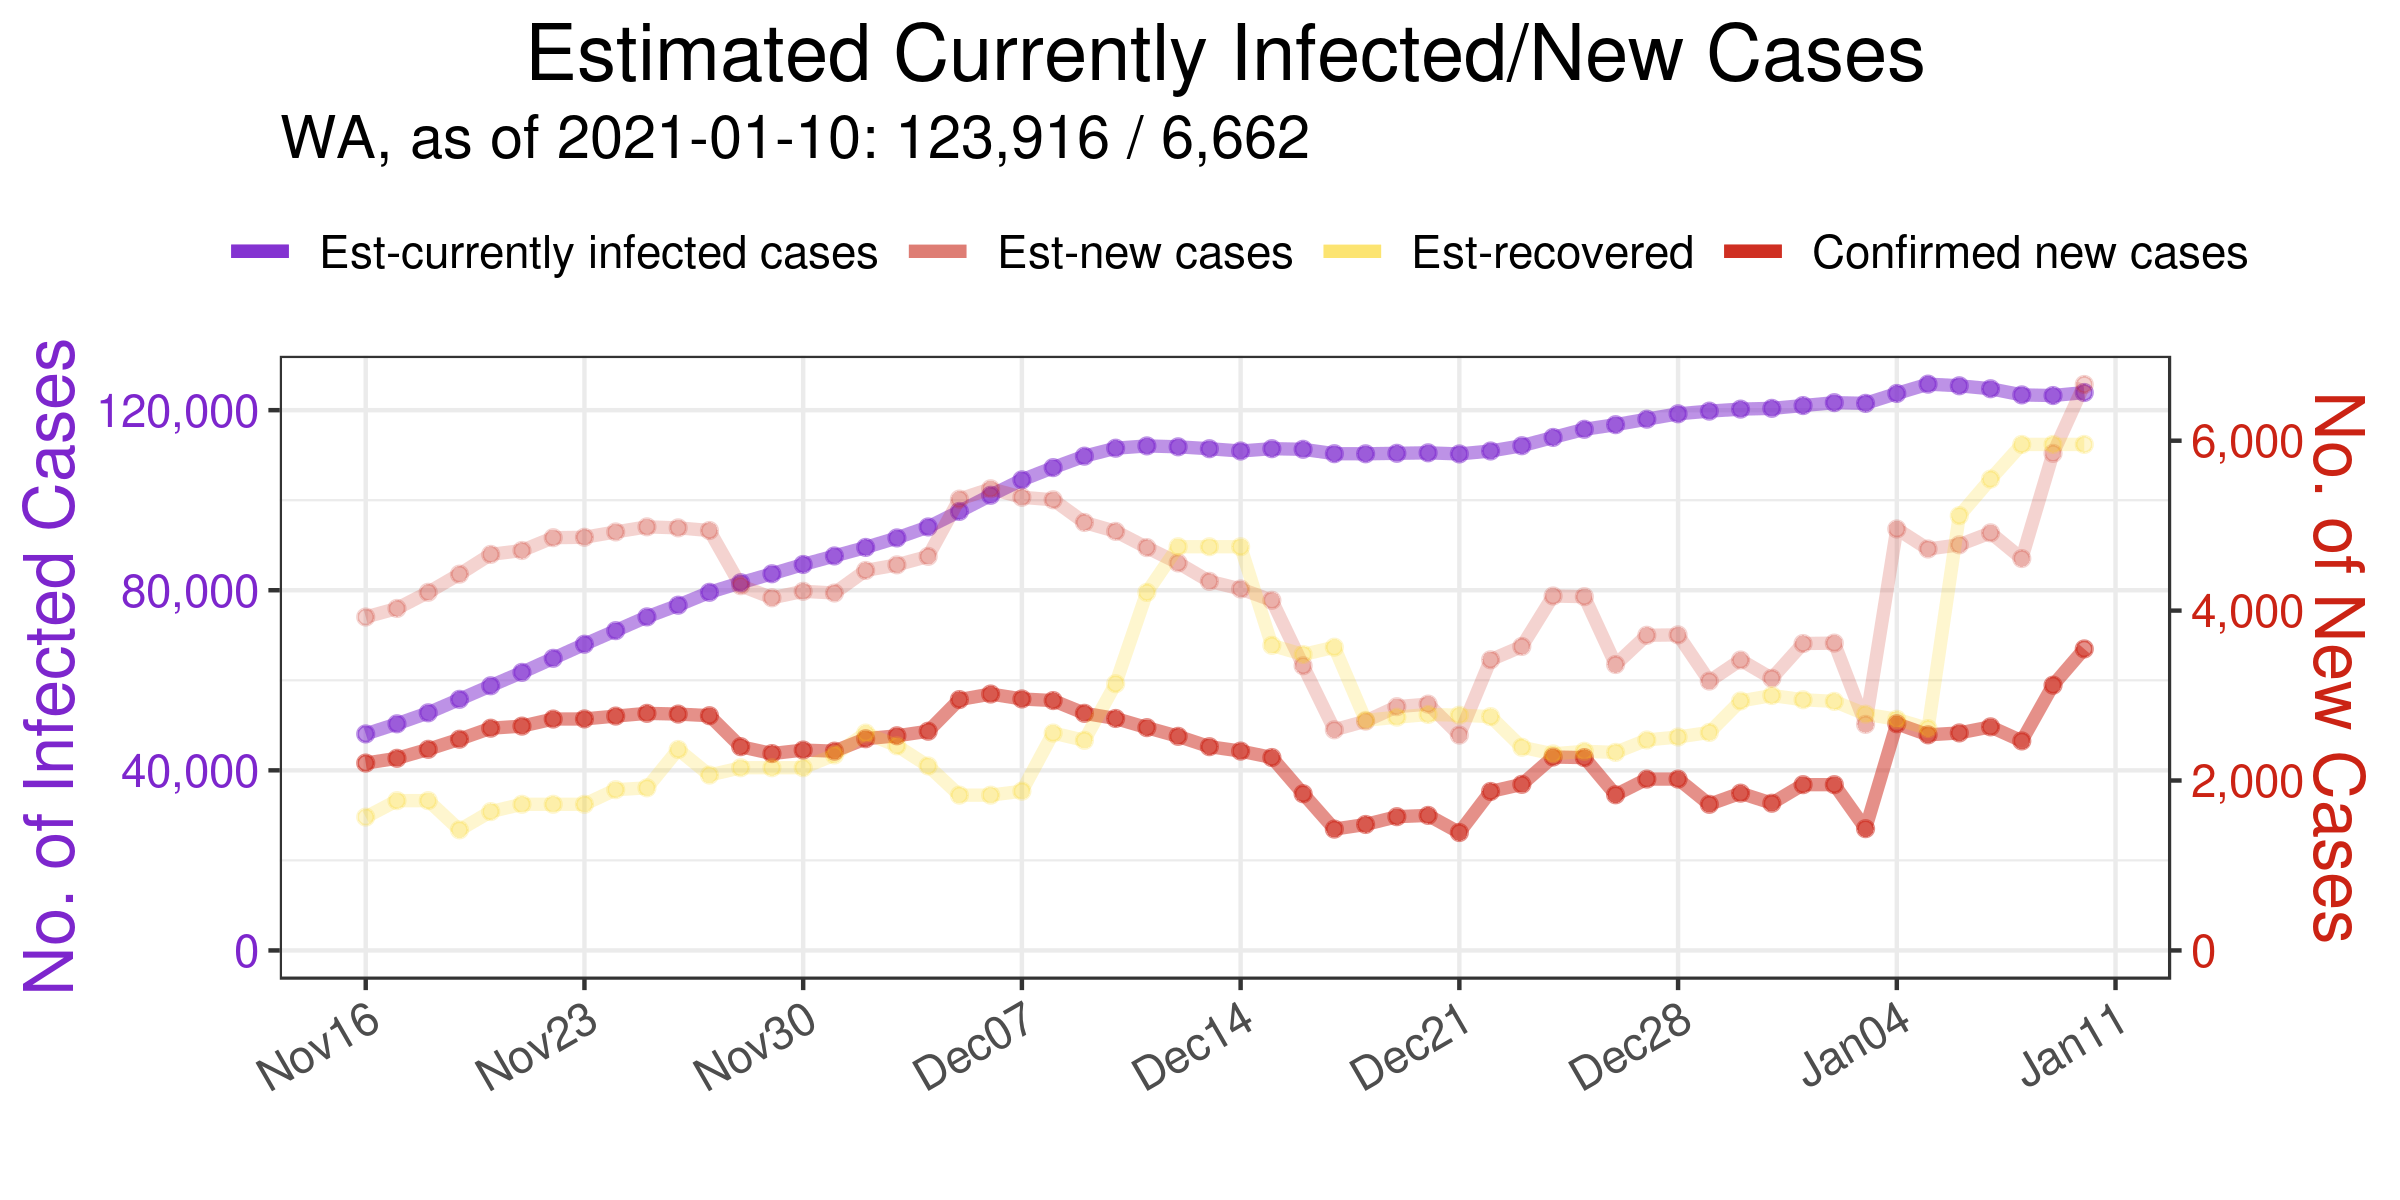 Estimated Currently Infected/New Cases
WA, as of 2021-01-10: 123,916 / 6,662
Est-currently infected cases Est-new cases Est-recovered Confirmed new cases
No. of Infected Cases
120,000
80,000
40,000
0
6,000
4,000
2,000
0
No. of New Cases
Nov16 Nov23 Nov30 Dec07 Dec14 Dec21 Dec28 Jan04 Jan11